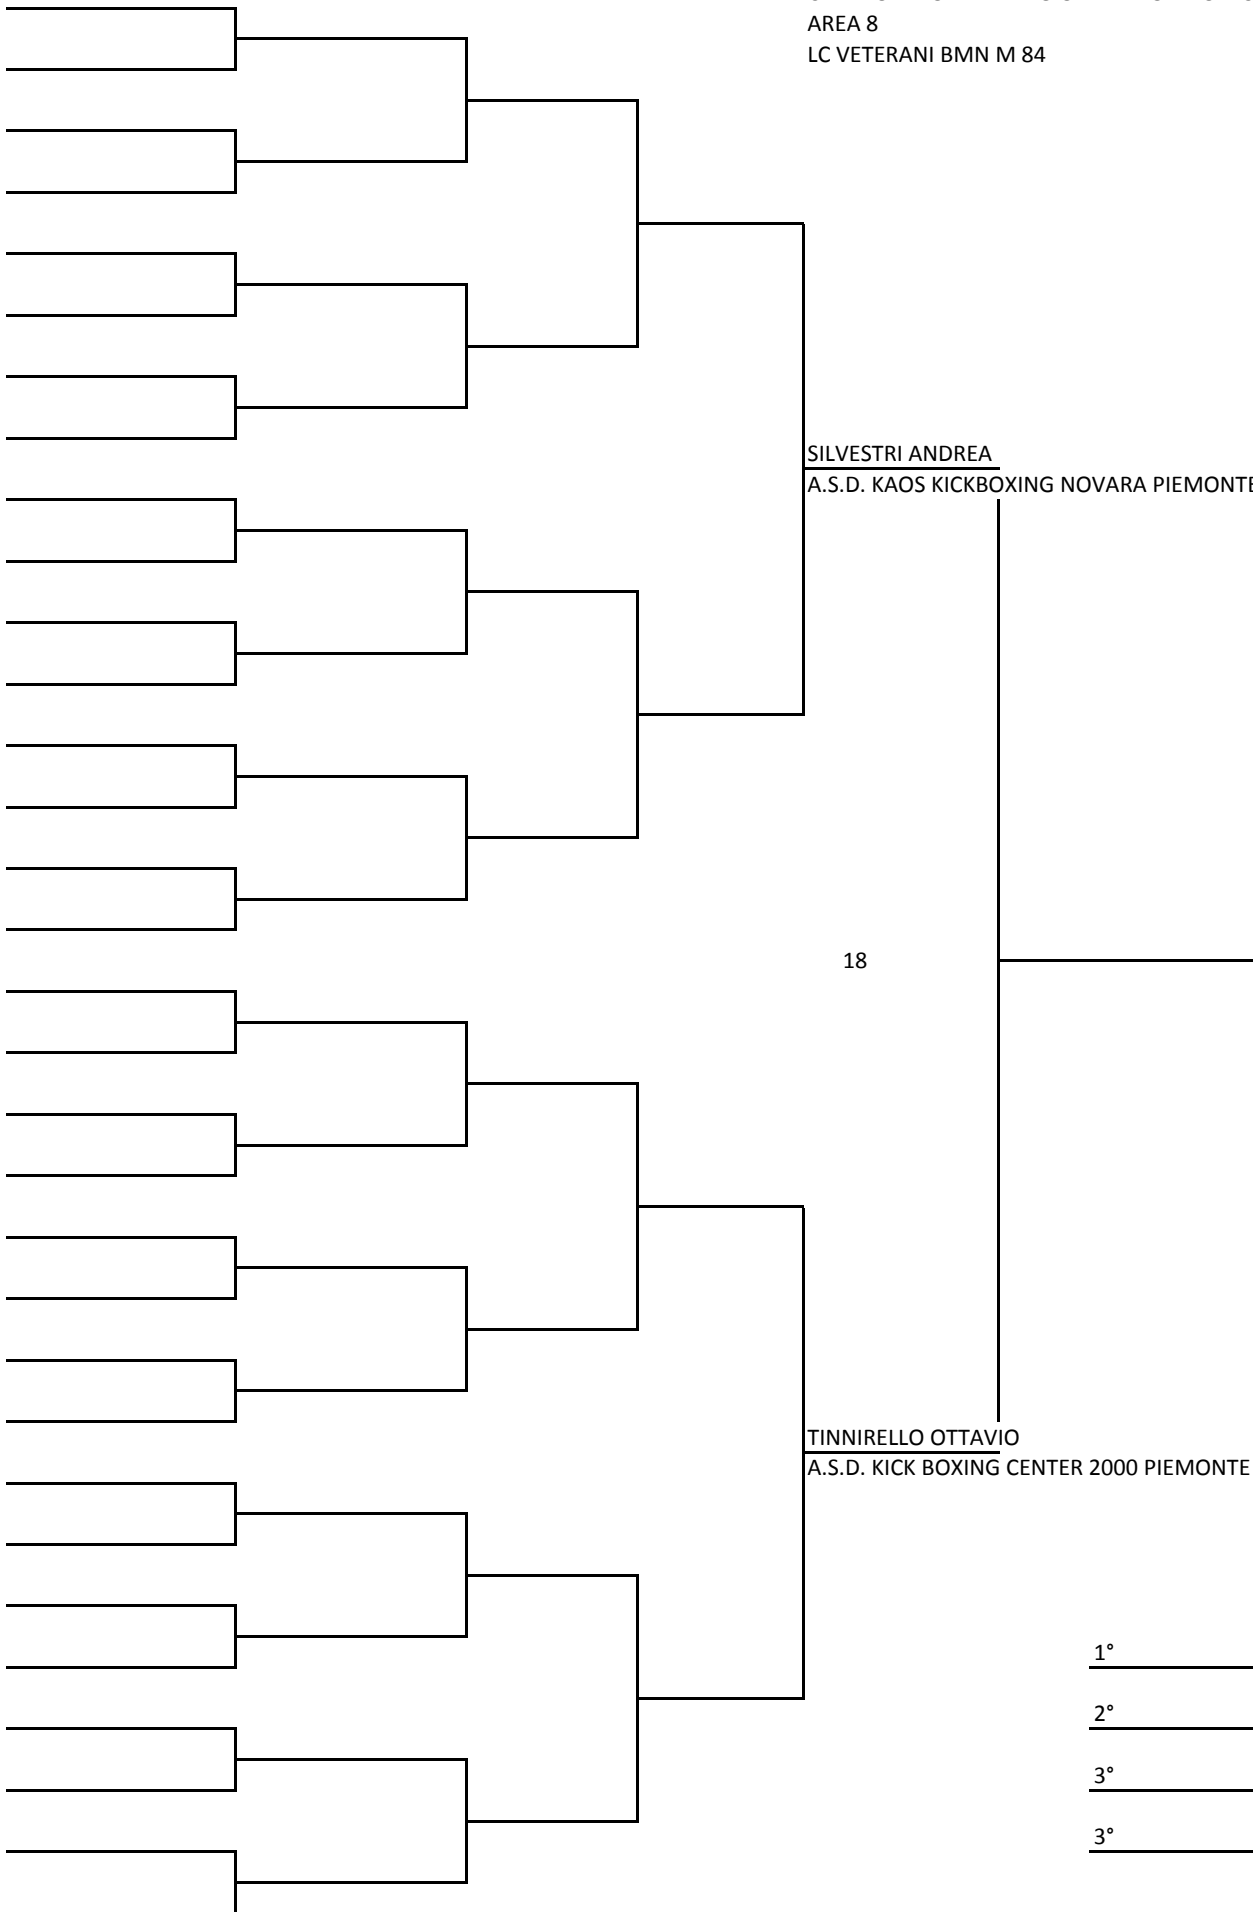 AREA 8
LC VETERANI BMN M 84
SILVESTRI ANDREA
A.S.D. KAOS KICKBOXING NOVARA PIEMONTE
18
TINNIRELLO OTTAVIO
A.S.D. KICK BOXING CENTER 2000 PIEMONTE
1°
2°
3°
3°